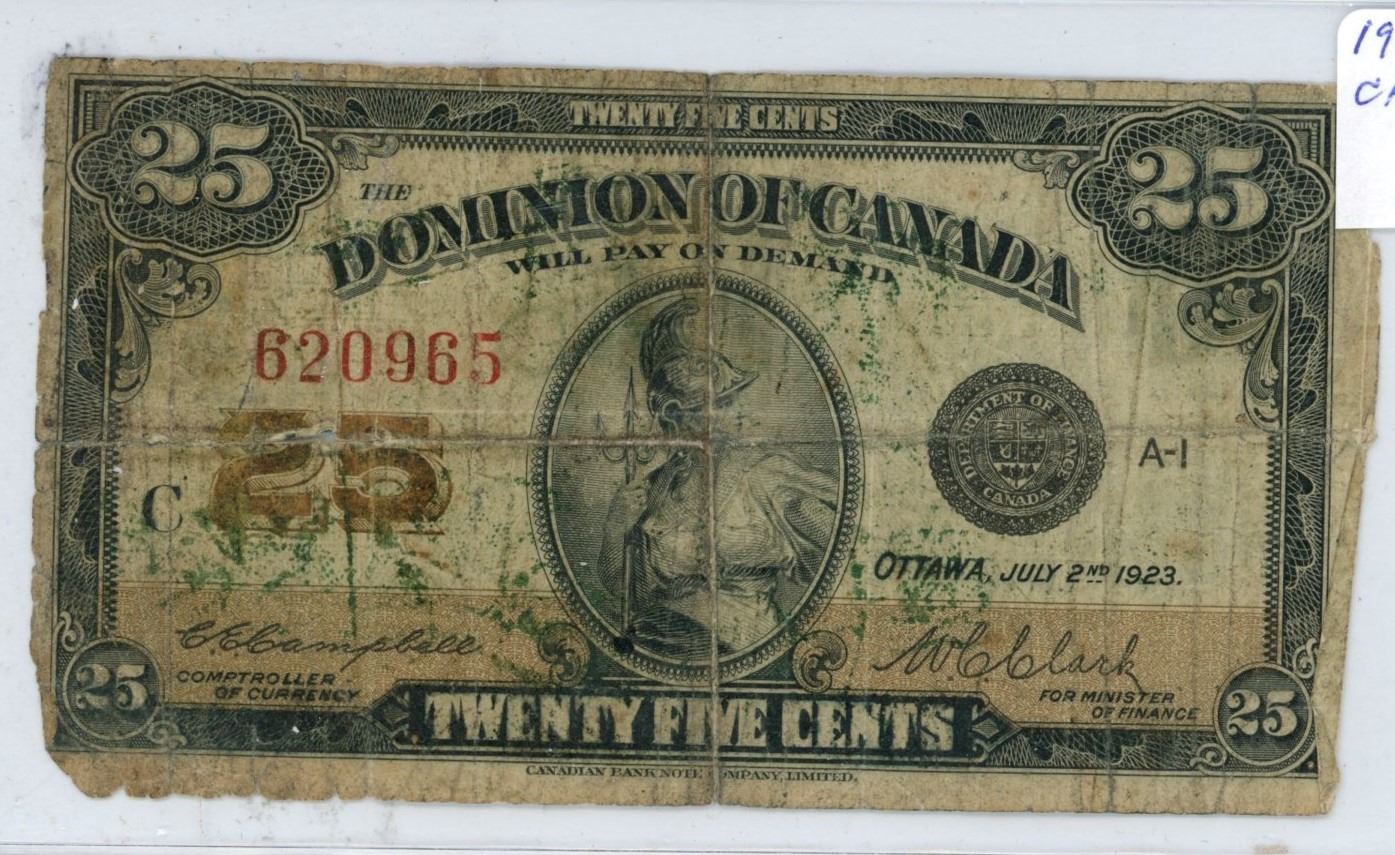 19
TWENTY FIVE CENTS
25
25
THE
DOMINION OF CANADA
WILL PAY ON DEMAND
620965
25
C
DEPARTMENT OF FINANCE
CANADA
A-1
OTTAWA, JULY 2ND 1923.
C.E. Campbell
COMPTROLLER
OF CURRENCY
W.C. Clark
FOR MINISTER
OF FINANCE
25
TWENTY FIVE CENTS
25
CANADIAN BANK NOTE COMPANY, LIMITED.